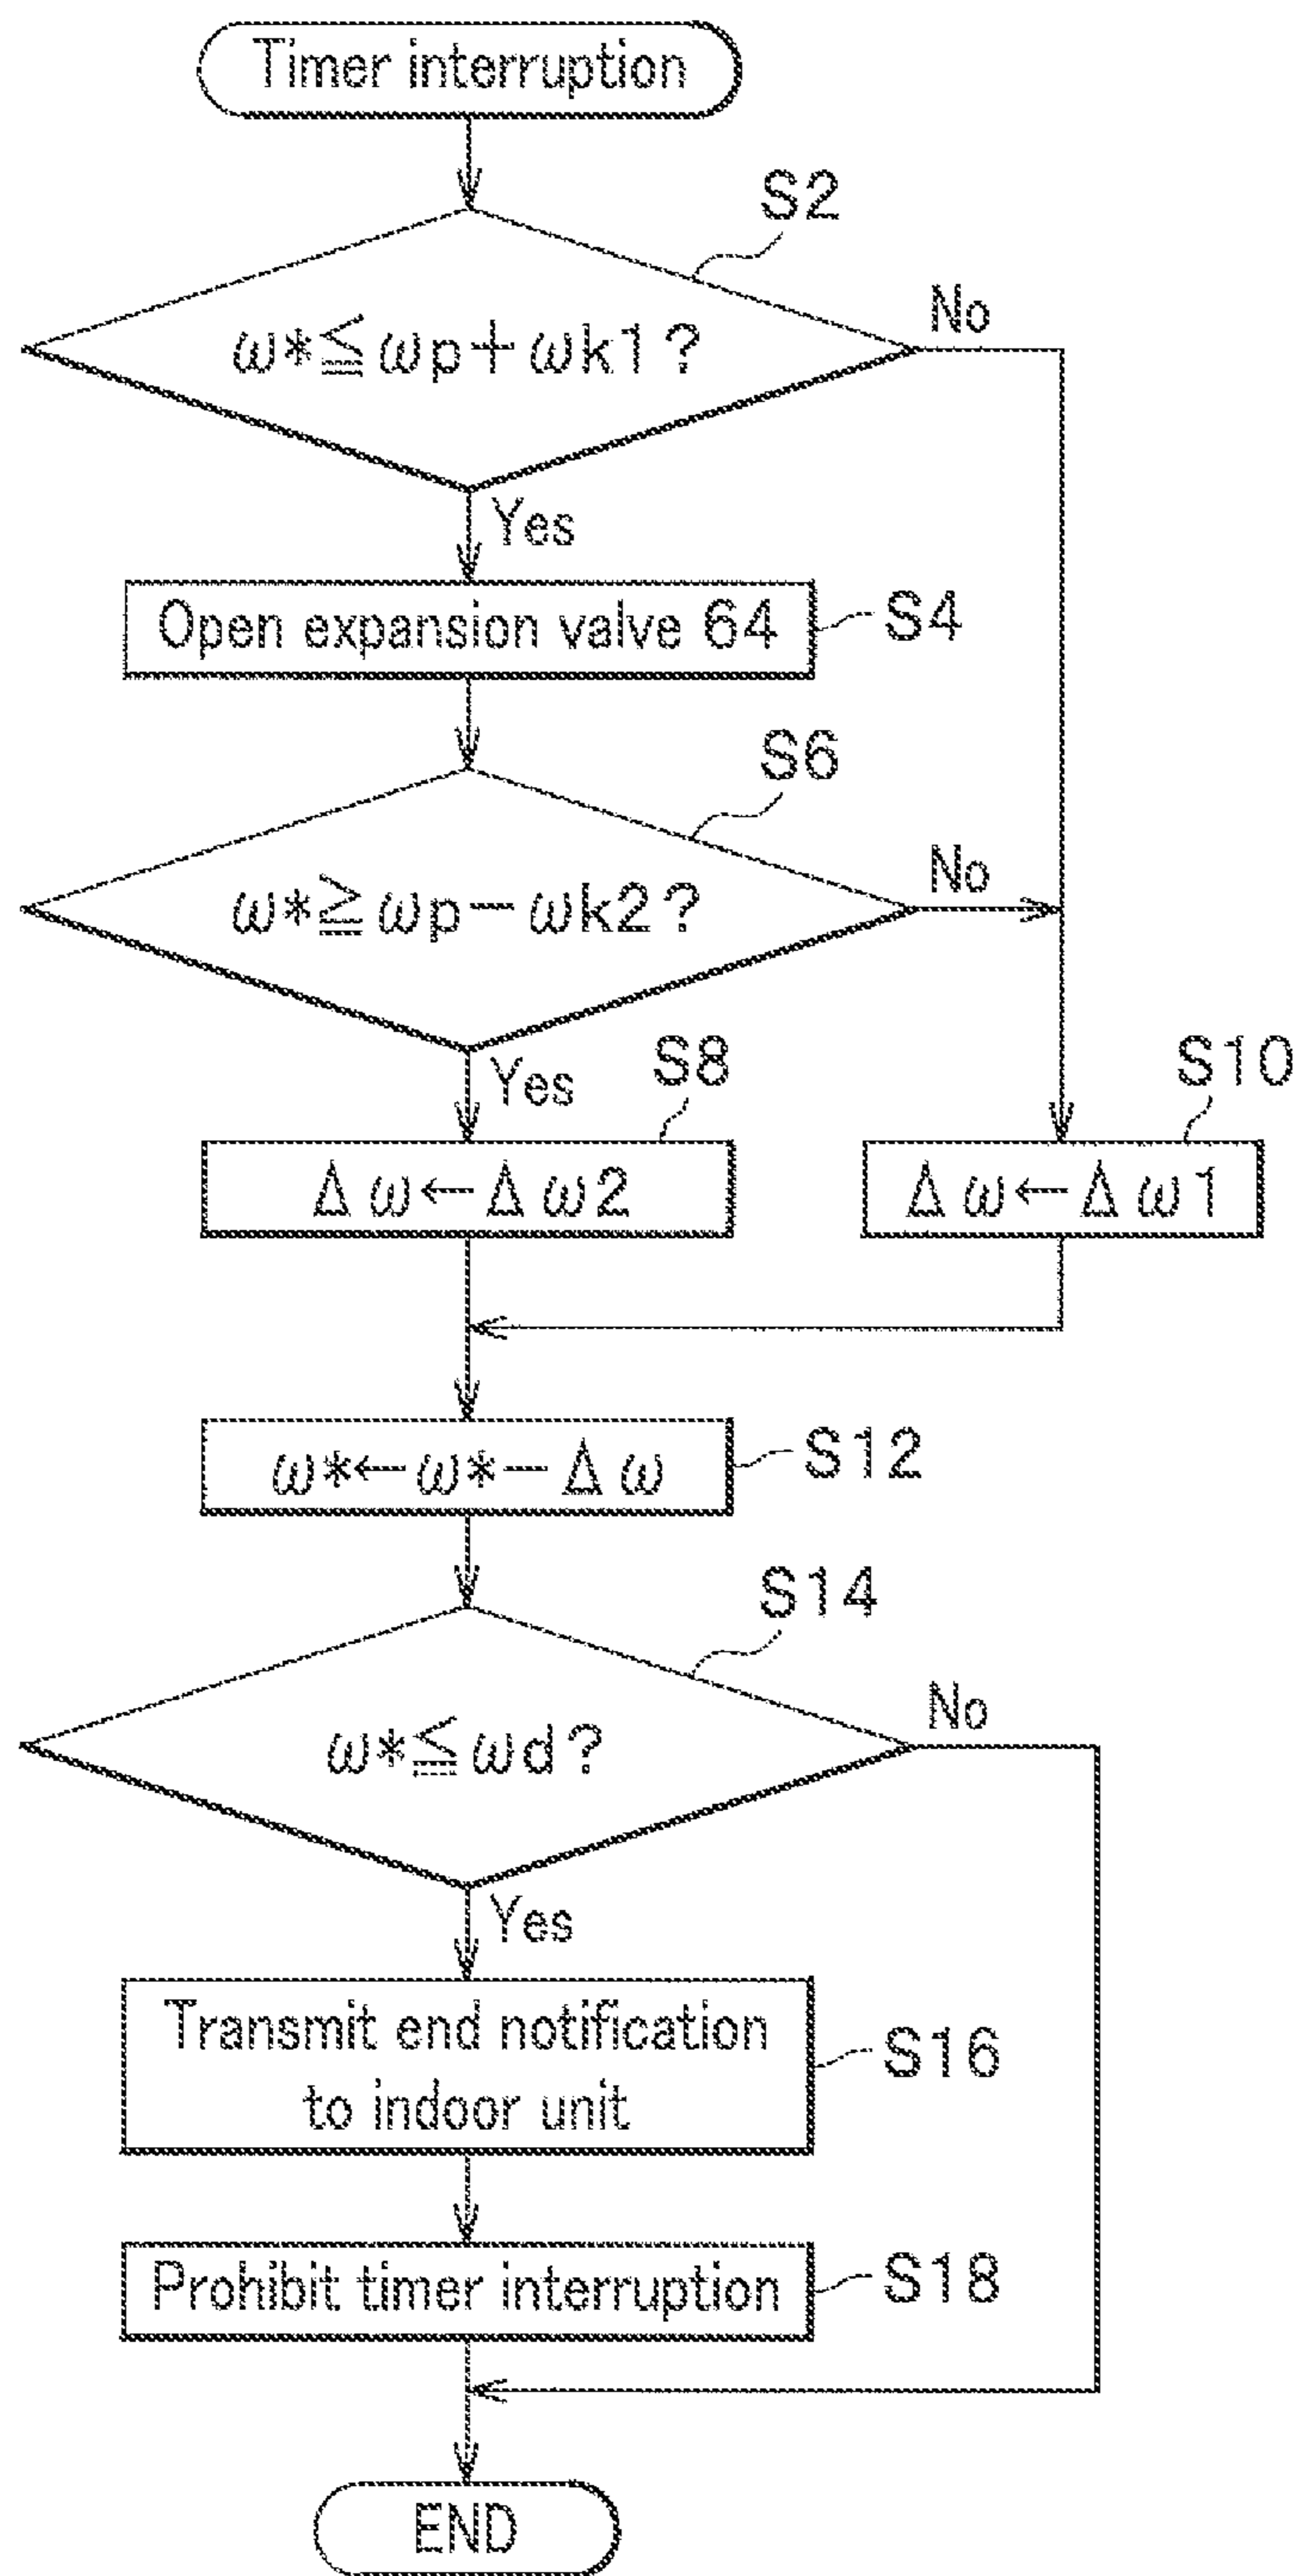 Timer interruption
S2
ω*≦ωp+ωk1?
No
Yes
Open expansion valve 64
S4
S6
ω*≧ωp−ωk2?
No
Yes
S8
S10
Δω←Δω2
Δω←Δω1
ω*←ω*−Δω
S12
S14
ω*≦ωd?
No
Yes
Transmit end notification
to indoor unit
S16
Prohibit timer interruption
S18
END